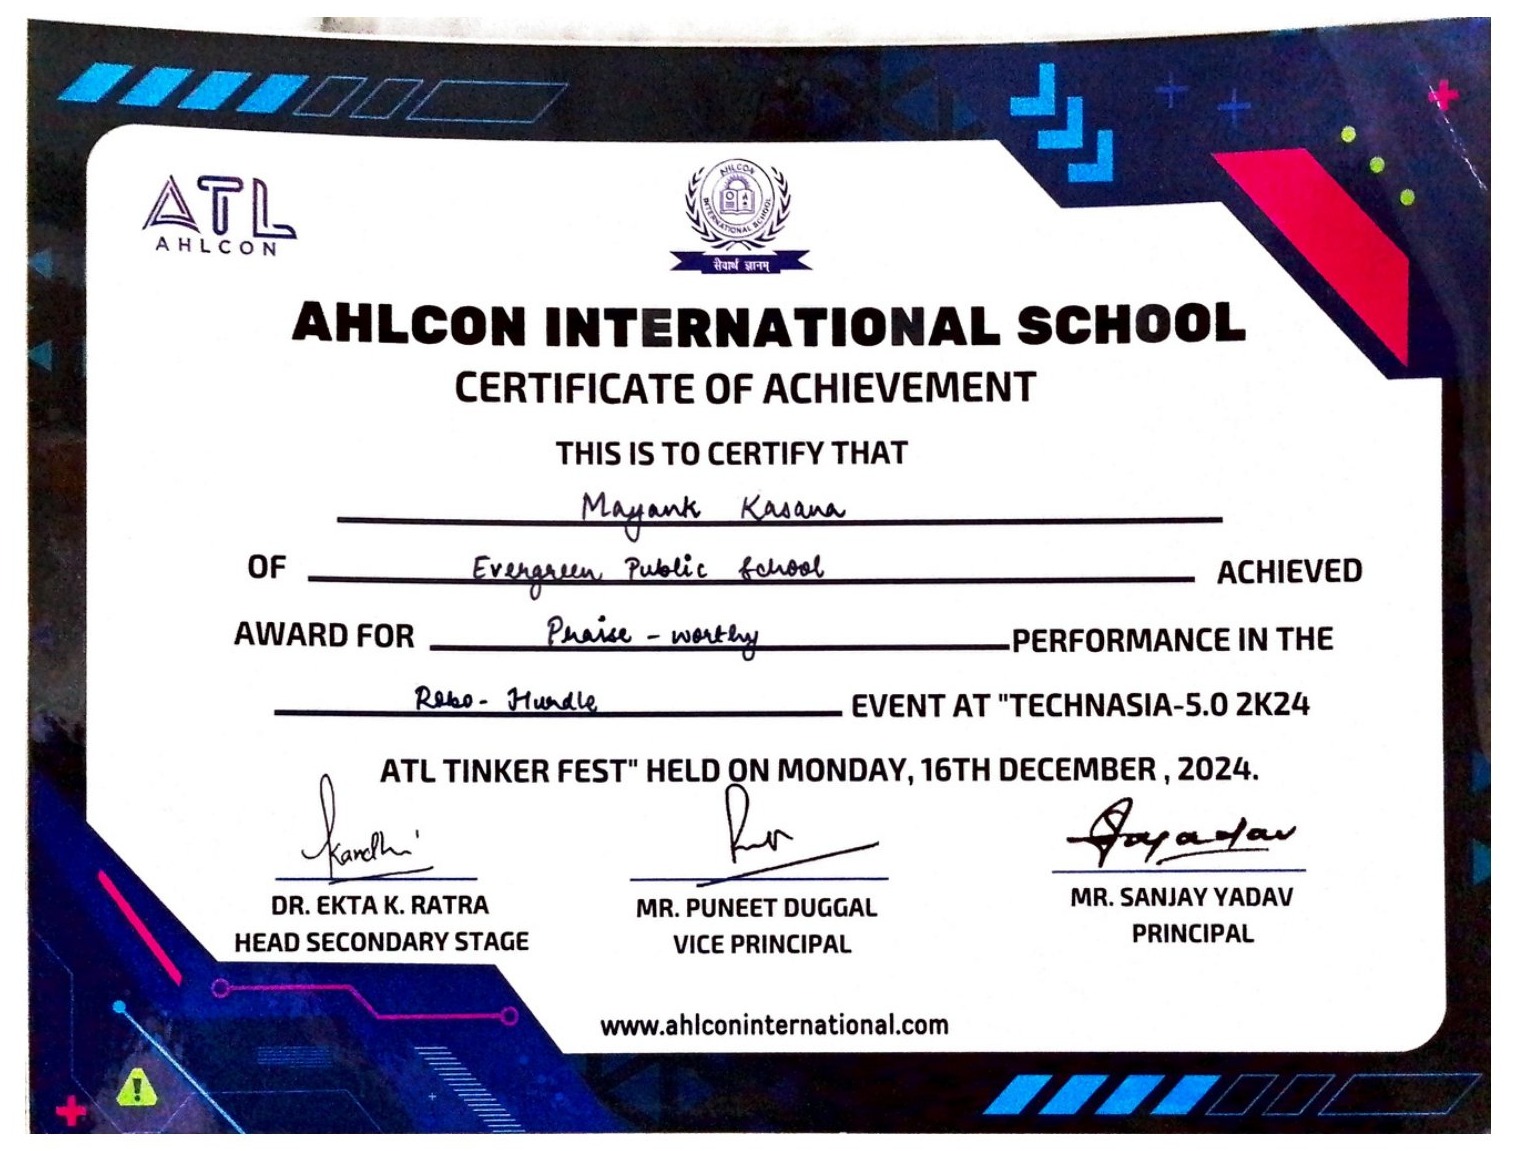 ATL
AHLCON
AHLCON
INTERNATIONAL SCHOOL
सेवार्थ ज्ञानम्
AHLCON INTERNATIONAL SCHOOL
CERTIFICATE OF ACHIEVEMENT
THIS IS TO CERTIFY THAT
Mayank Kasana
OF Evergreen Public School ACHIEVED
AWARD FOR Praise - worthy PERFORMANCE IN THE
Robo - Hurdle EVENT AT "TECHNASIA-5.0 2K24
ATL TINKER FEST" HELD ON MONDAY, 16TH DECEMBER , 2024.
DR. EKTA K. RATRA
HEAD SECONDARY STAGE
MR. PUNEET DUGGAL
VICE PRINCIPAL
MR. SANJAY YADAV
PRINCIPAL
www.ahlconinternational.com